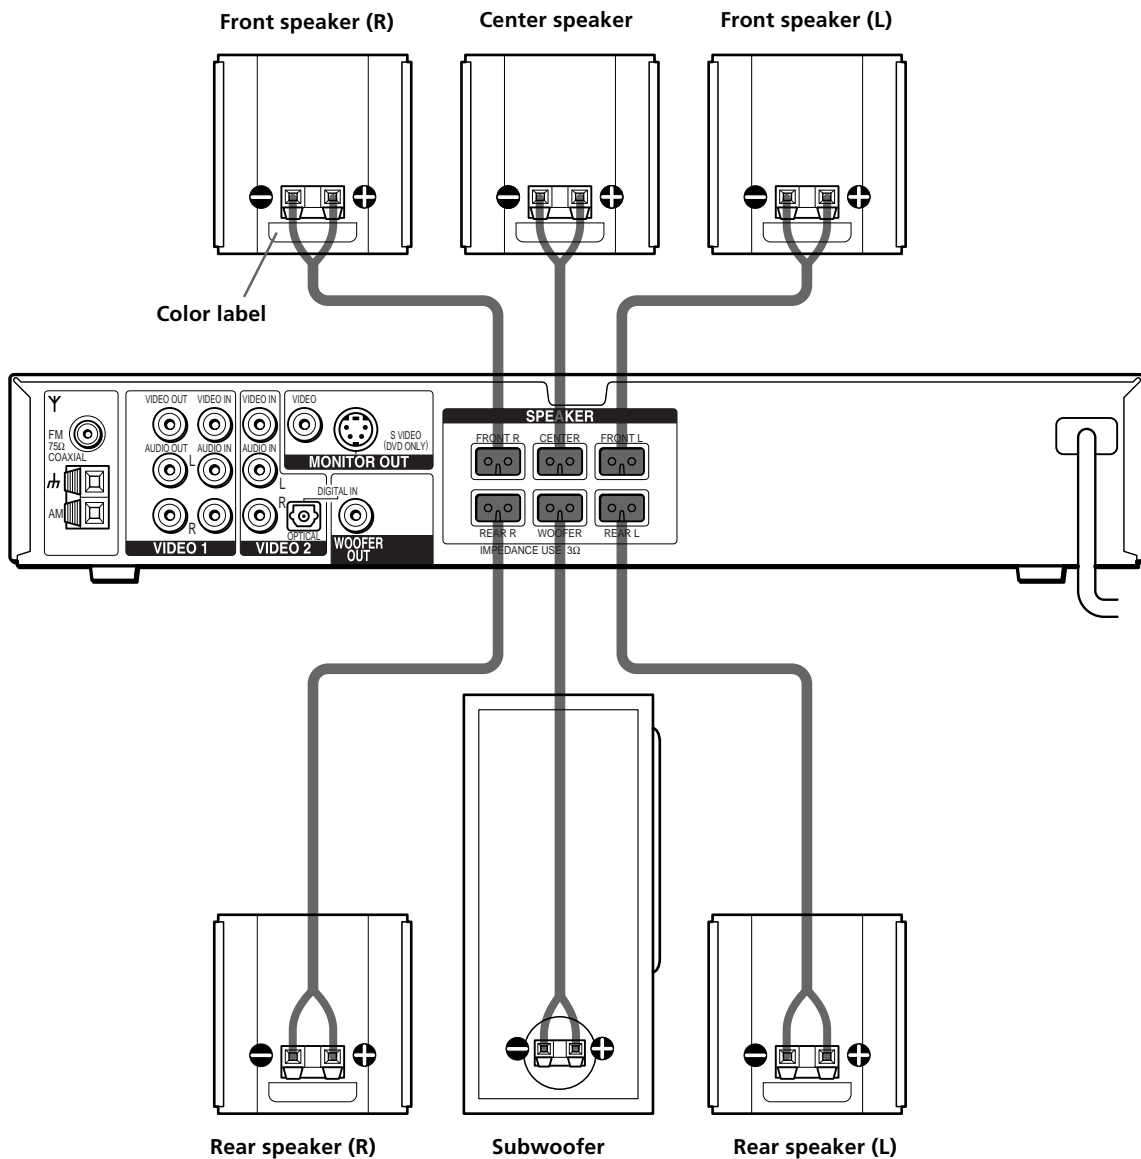 Front speaker (R)
Center speaker
Front speaker (L)
Color label
FM
75Ω
COAXIAL
AM
VIDEO OUT
VIDEO IN
AUDIO OUT
AUDIO IN
L
R
VIDEO 1
VIDEO IN
AUDIO IN
L
R
DIGITAL IN
OPTICAL
VIDEO 2
VIDEO
S VIDEO
(DVD ONLY)
MONITOR OUT
WOOFER
OUT
SPEAKER
FRONT R
CENTER
FRONT L
REAR R
WOOFER
REAR L
IMPEDANCE USE 3Ω
Rear speaker (R)
Subwoofer
Rear speaker (L)